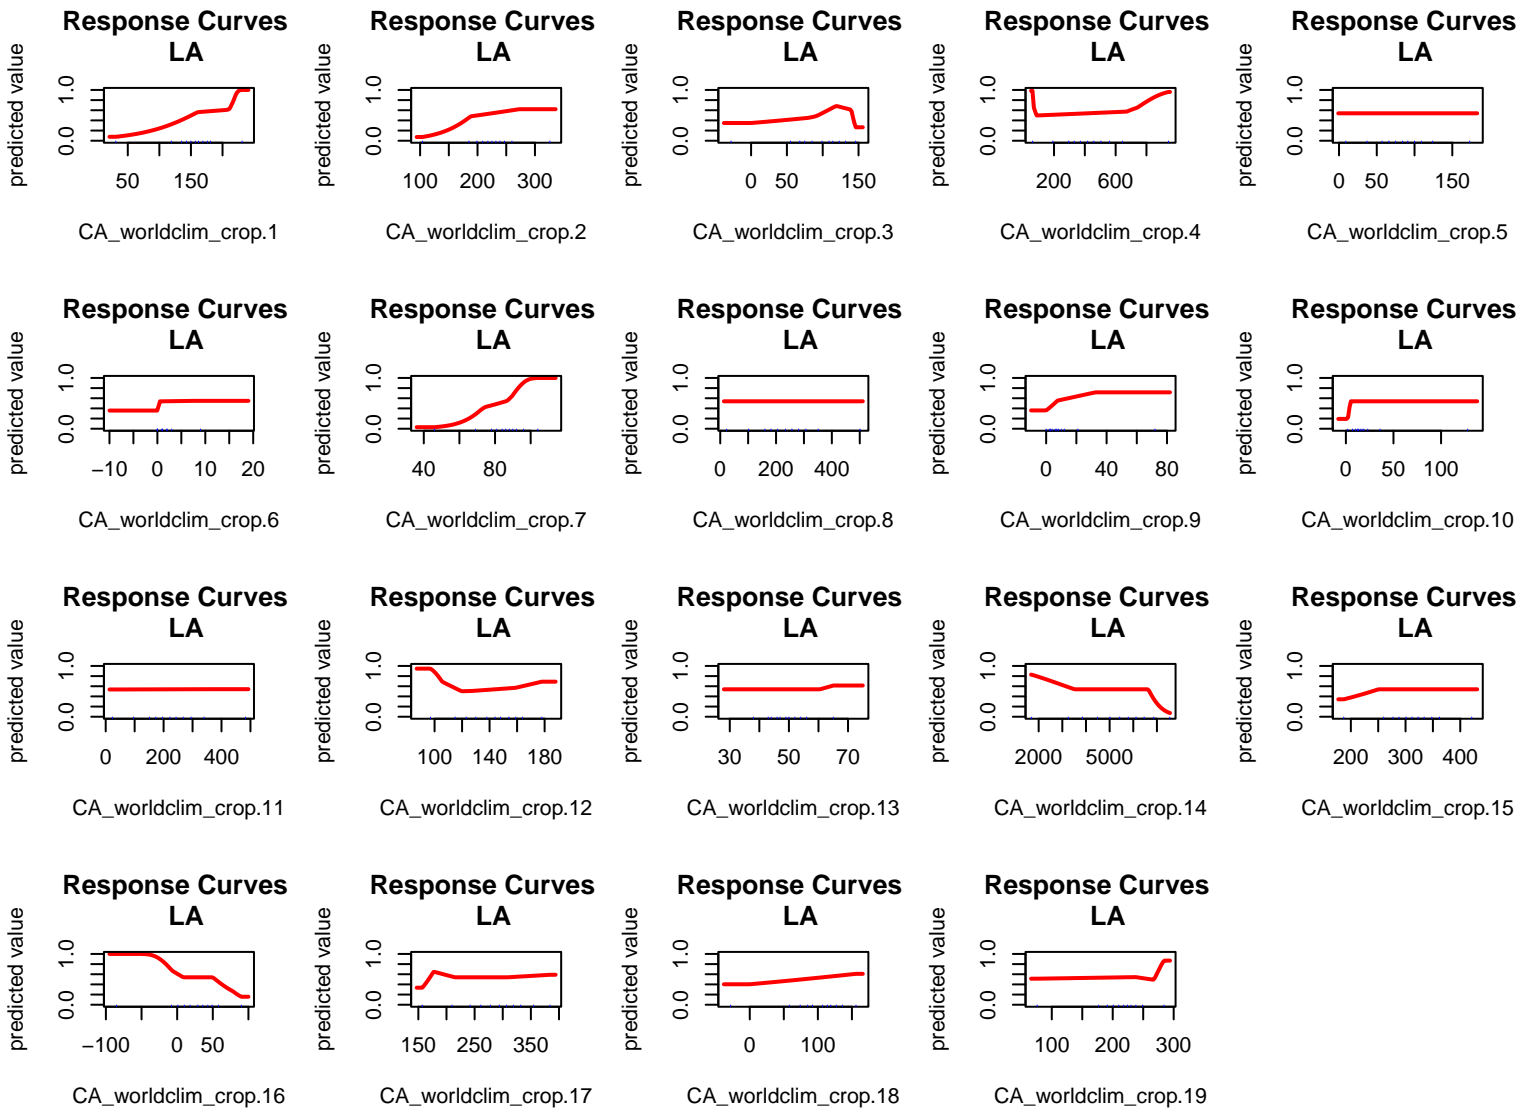 Response Curves
LA
predicted value
0.0 1.0
50 150
CA_worldclim_crop.1
Response Curves
LA
predicted value
0.0 1.0
100 200 300
CA_worldclim_crop.2
Response Curves
LA
predicted value
0.0 1.0
0 50 150
CA_worldclim_crop.3
Response Curves
LA
predicted value
0.0 1.0
200 600
CA_worldclim_crop.4
Response Curves
LA
predicted value
0.0 1.0
0 50 150
CA_worldclim_crop.5
Response Curves
LA
predicted value
0.0 1.0
−10 0 10 20
CA_worldclim_crop.6
Response Curves
LA
predicted value
0.0 1.0
40 80
CA_worldclim_crop.7
Response Curves
LA
predicted value
0.0 1.0
0 200 400
CA_worldclim_crop.8
Response Curves
LA
predicted value
0.0 1.0
0 40 80
CA_worldclim_crop.9
Response Curves
LA
predicted value
0.0 1.0
0 50 100
CA_worldclim_crop.10
Response Curves
LA
predicted value
0.0 1.0
0 200 400
CA_worldclim_crop.11
Response Curves
LA
predicted value
0.0 1.0
100 140 180
CA_worldclim_crop.12
Response Curves
LA
predicted value
0.0 1.0
30 50 70
CA_worldclim_crop.13
Response Curves
LA
predicted value
0.0 1.0
2000 5000
CA_worldclim_crop.14
Response Curves
LA
predicted value
0.0 1.0
200 300 400
CA_worldclim_crop.15
Response Curves
LA
predicted value
0.0 1.0
−100 0 50
CA_worldclim_crop.16
Response Curves
LA
predicted value
0.0 1.0
150 250 350
CA_worldclim_crop.17
Response Curves
LA
predicted value
0.0 1.0
0 100
CA_worldclim_crop.18
Response Curves
LA
predicted value
0.0 1.0
100 200 300
CA_worldclim_crop.19